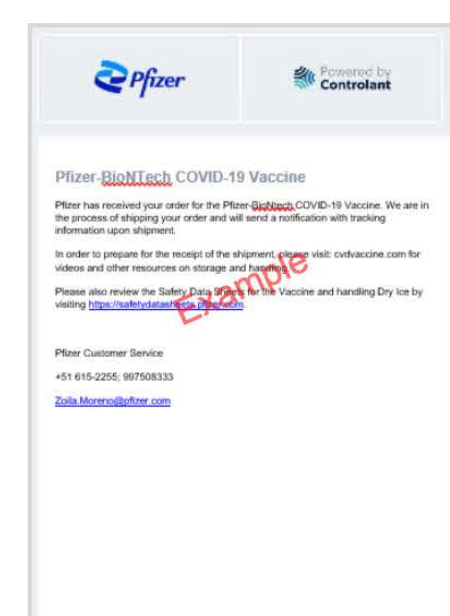 Pfizer
Powered by
Controlant
Pfizer-BioNTech COVID-19 Vaccine
Pfizer has received your order for the Pfizer-BioNtech COVID-19 Vaccine. We are in
the process of shipping your order and will send a notification with tracking
information upon shipment.
In order to prepare for the receipt of the shipment, please visit: cvdvaccine.com for
videos and other resources on storage and handling.
Please also review the Safety Data Sheets for the Vaccine and handling Dry Ice by
visiting https://safetydatasheets.pfizer.com.
Example
Pfizer Customer Service
+51 615-2255; 997508333
Zoila.Moreno@pfizer.com